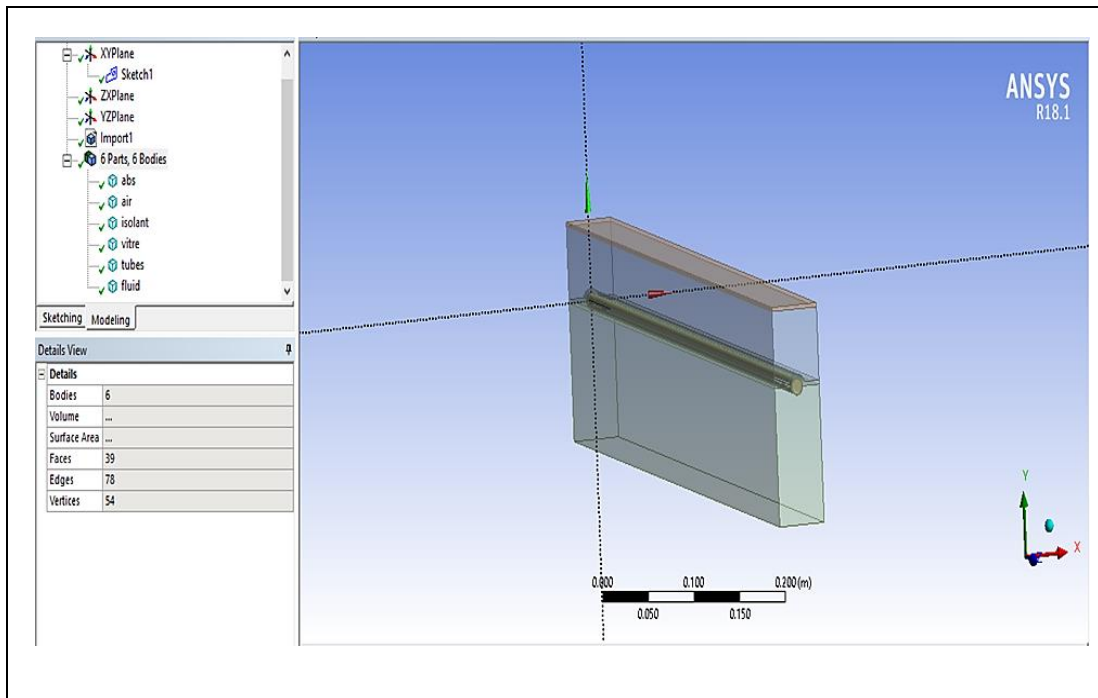 XYPlane
Sketch1
ZXPlane
YZPlane
Import1
6 Parts, 6 Bodies
abs
air
isolant
vitre
tubes
fluid
Sketching Modeling
Details View
Details
Bodies 6
Volume ...
Surface Area ...
Faces 39
Edges 78
Vertices 54
ANSYS
R18.1
Y
X
0.000 0.100 0.200 (m)
0.050 0.150